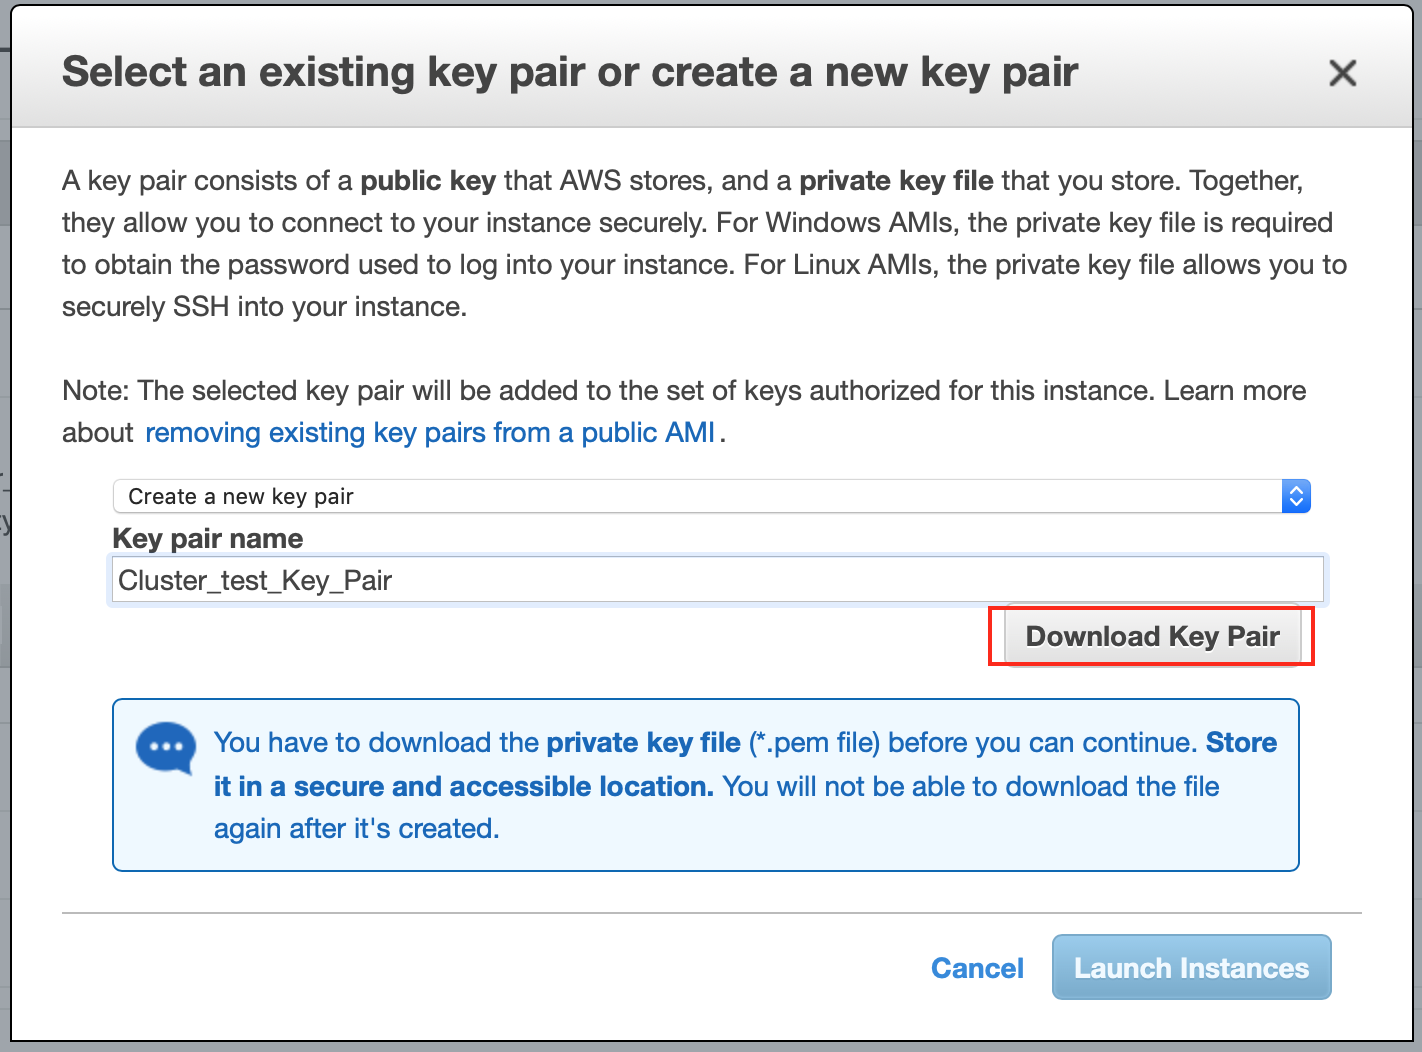 Select an existing key pair or create a new key pair
A key pair consists of a public key that AWS stores, and a private key file that you store. Together,
they allow you to connect to your instance securely. For Windows AMIs, the private key file is required
to obtain the password used to log into your instance. For Linux AMIs, the private key file allows you to
securely SSH into your instance.
Note: The selected key pair will be added to the set of keys authorized for this instance. Learn more
about removing existing key pairs from a public AMI.
Create a new key pair
Key pair name
Cluster_test_Key_Pair
Download Key Pair
You have to download the private key file (*.pem file) before you can continue. Store
it in a secure and accessible location. You will not be able to download the file
again after it's created.
Cancel
Launch Instances